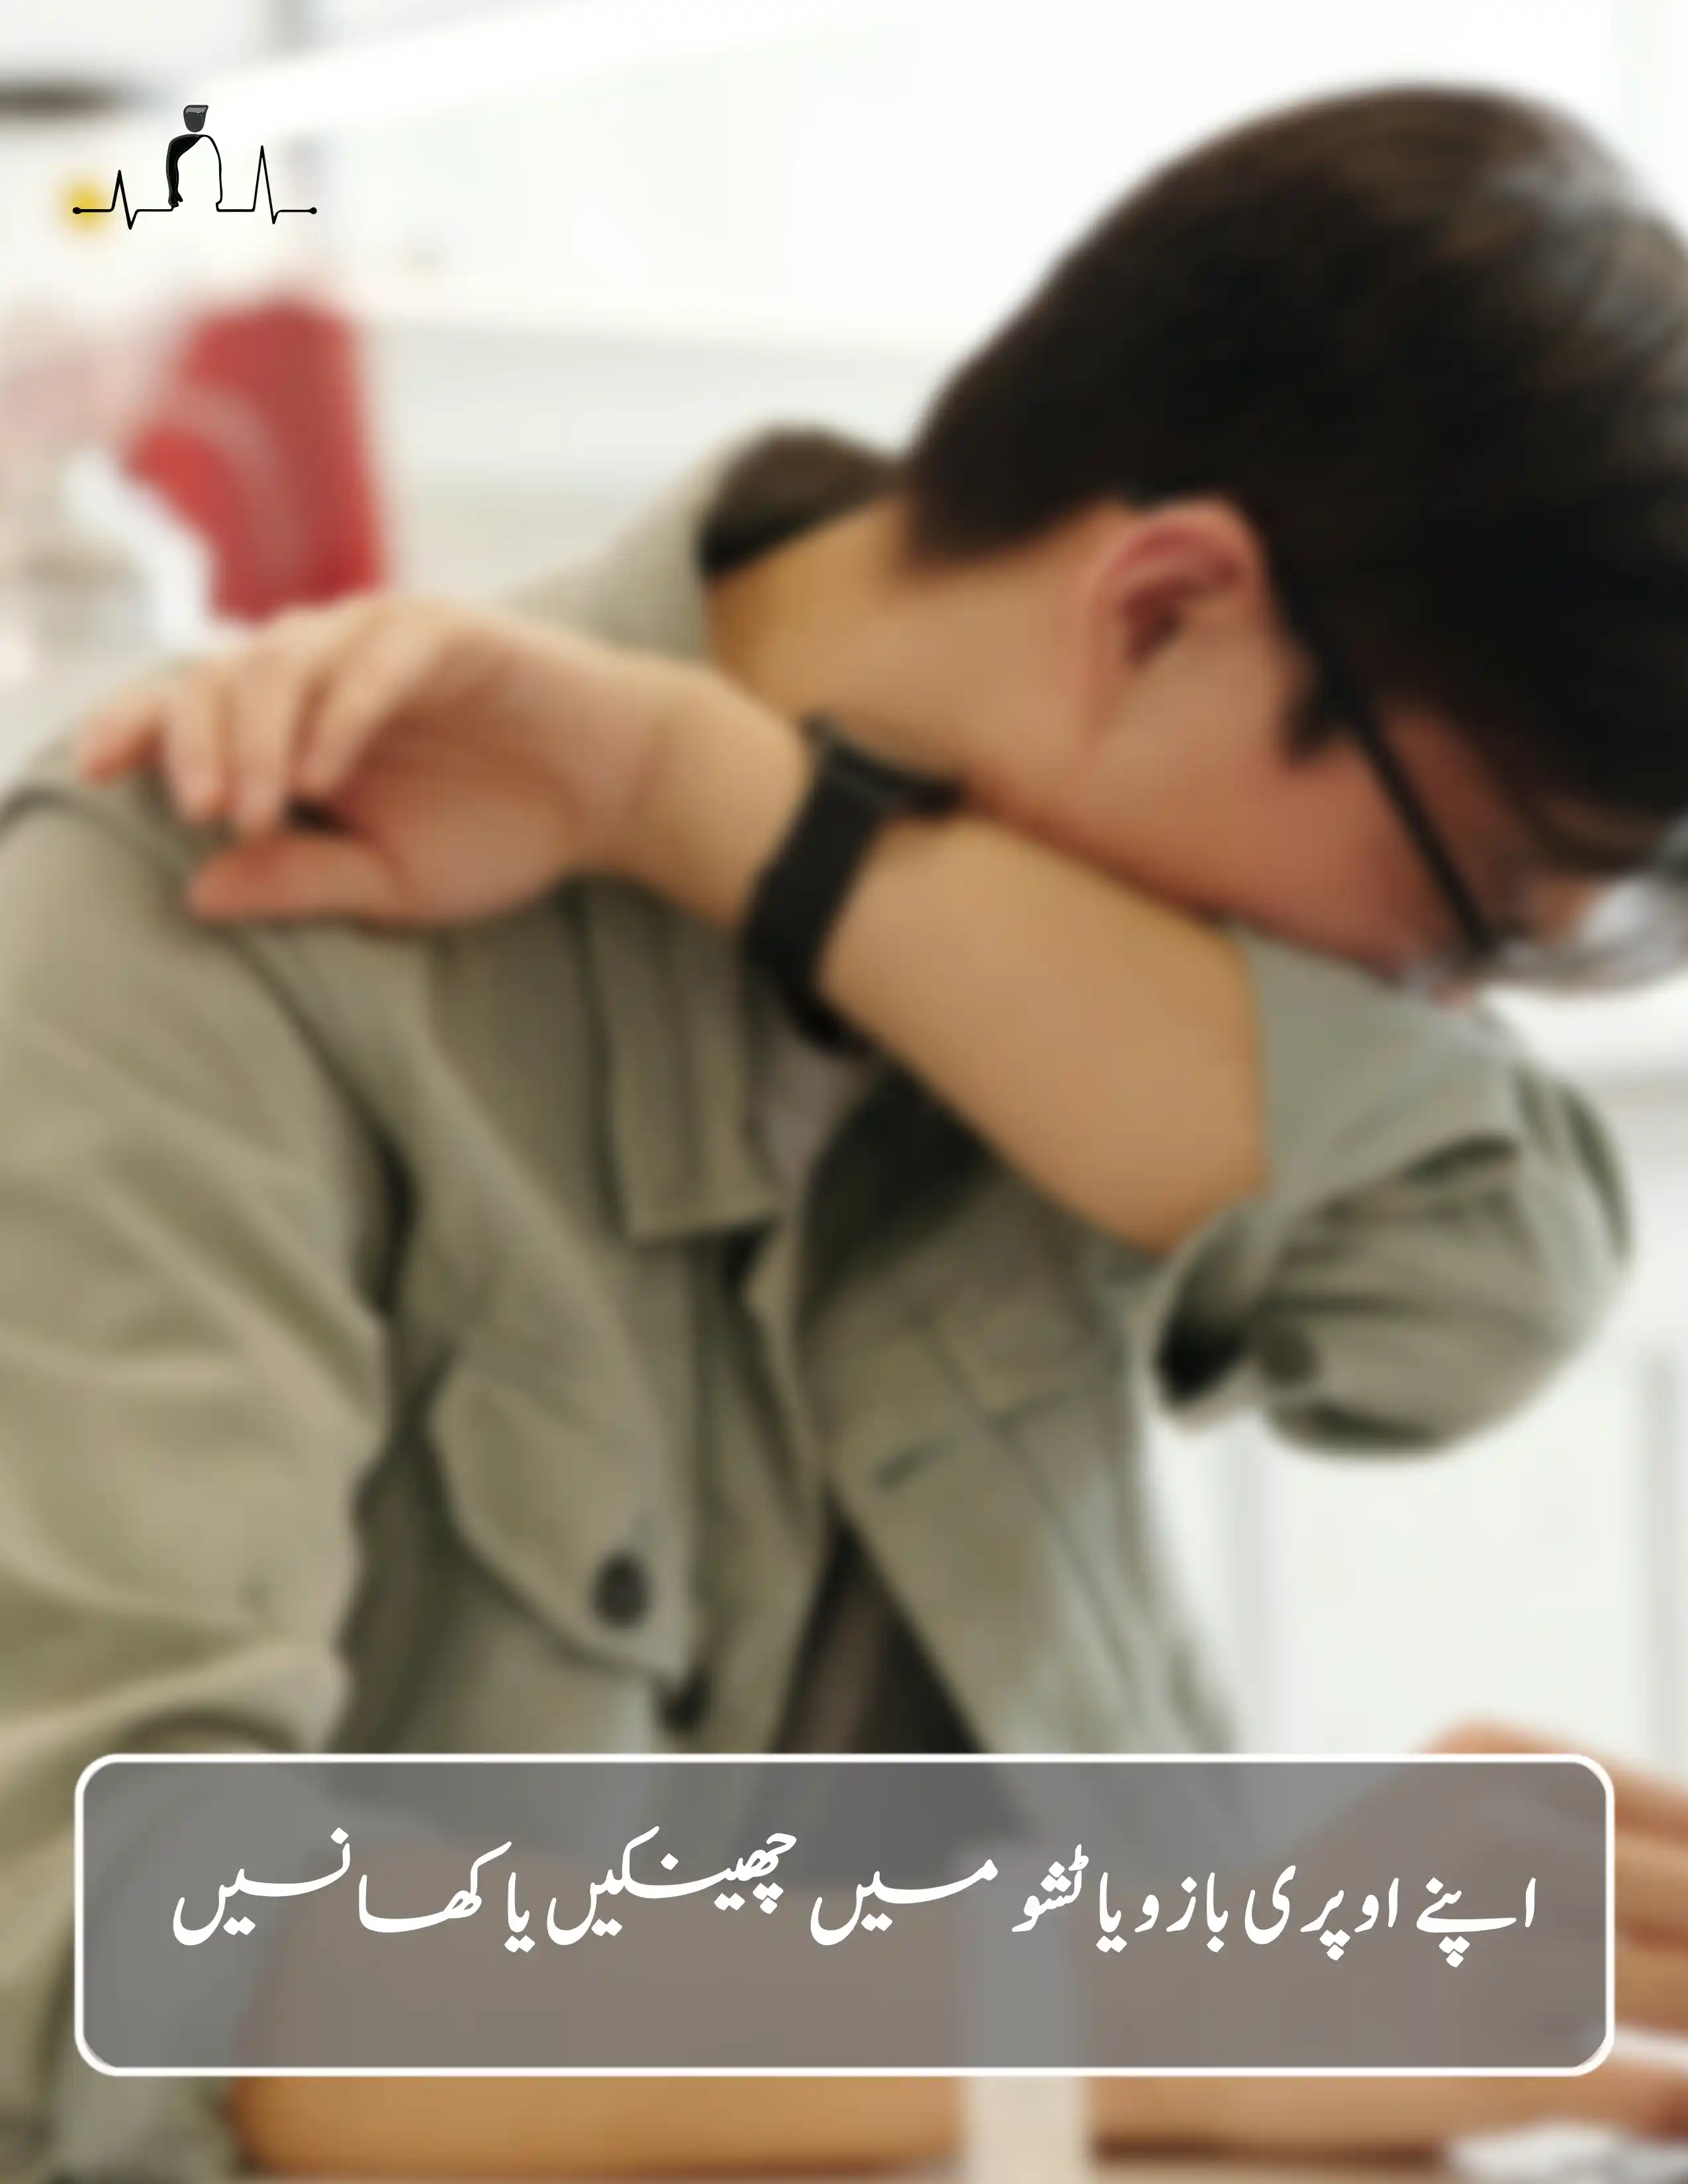 اپنے اوپری بازو یا ٹشو میں چھینکیں یا کھانسیں